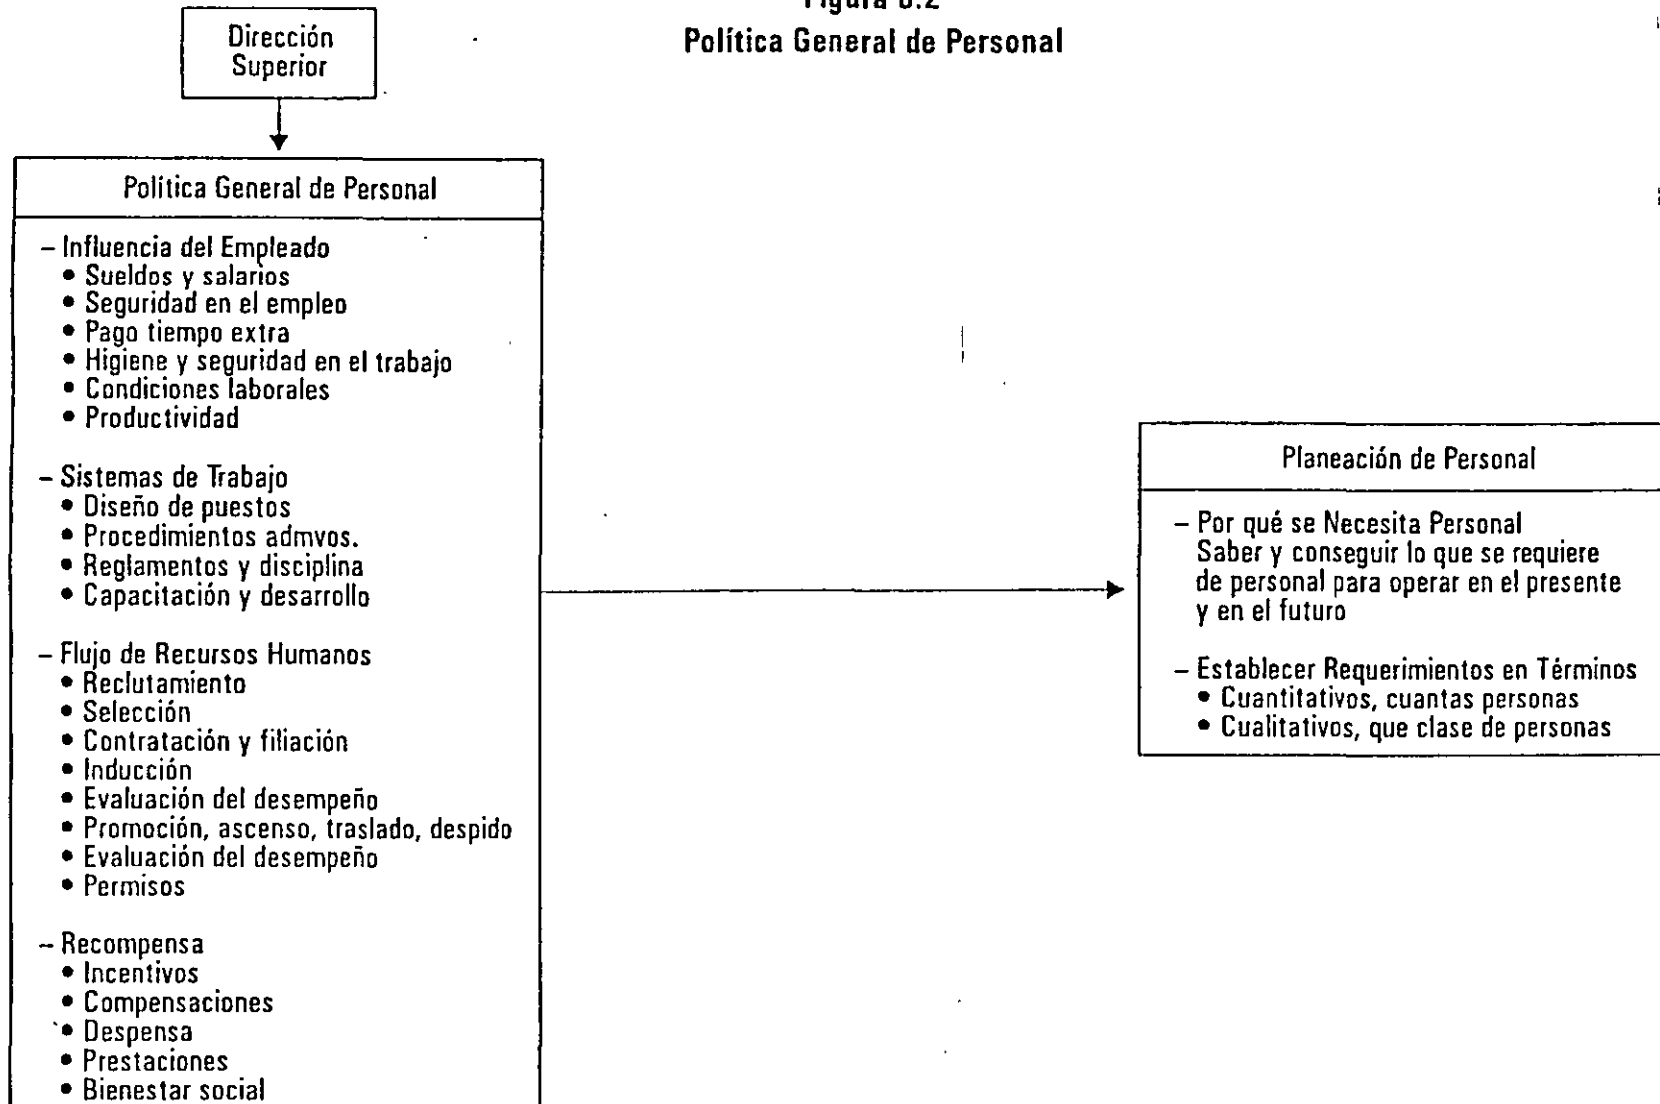 Política General de Personal
Dirección
Superior
Política General de Personal
– Influencia del Empleado
• Sueldos y salarios
• Seguridad en el empleo
• Pago tiempo extra
• Higiene y seguridad en el trabajo
• Condiciones laborales
• Productividad
– Sistemas de Trabajo
• Diseño de puestos
• Procedimientos admvos.
• Reglamentos y disciplina
• Capacitación y desarrollo
– Flujo de Recursos Humanos
• Reclutamiento
• Selección
• Contratación y filiación
• Inducción
• Evaluación del desempeño
• Promoción, ascenso, traslado, despido
• Evaluación del desempeño
• Permisos
– Recompensa
• Incentivos
• Compensaciones
• Despensa
• Prestaciones
• Bienestar social
Planeación de Personal
– Por qué se Necesita Personal
Saber y conseguir lo que se requiere
de personal para operar en el presente
y en el futuro
– Establecer Requerimientos en Términos
• Cuantitativos, cuantas personas
• Cualitativos, que clase de personas